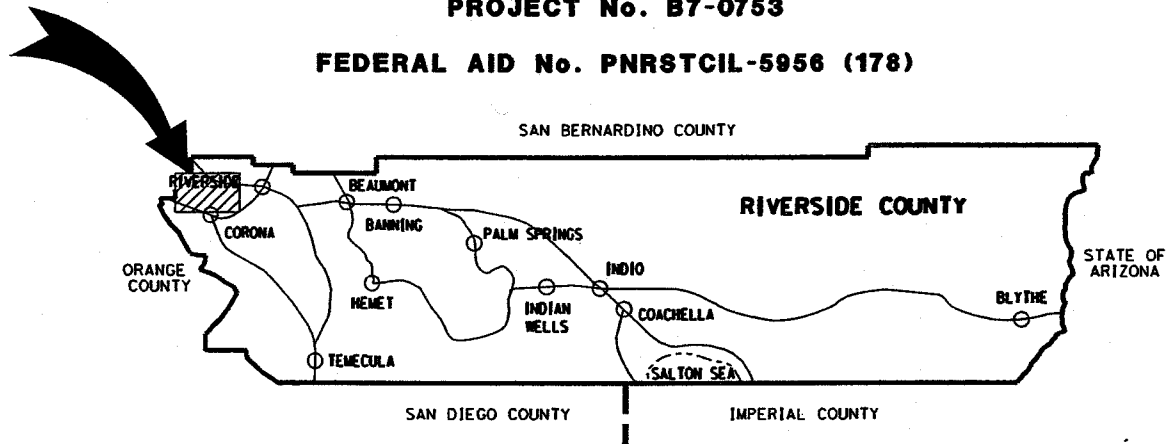 PROJECT No. B7-0753
FEDERAL AID No. PNRSTCIL-5956 (178)
SAN BERNARDINO COUNTY
RIVERSIDE
BEAUMONT
BANNING
RIVERSIDE COUNTY
CORONA
PALM SPRINGS
ORANGE
COUNTY
STATE OF
ARIZONA
HEMET
INDIO
INDIAN
WELLS
COACHELLA
BLYTHE
TEMECULA
SALTON SEA
SAN DIEGO COUNTY
IMPERIAL COUNTY